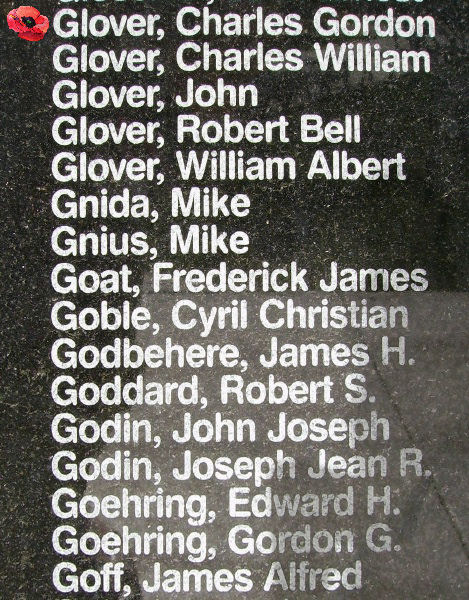 Glover, Charles Gordon
Glover, Charles William
Glover, John
Glover, Robert Bell
Glover, William Albert
Gnida, Mike
Gnius, Mike
Goat, Frederick James
Goble, Cyril Christian
Godbehere, James H.
Goddard, Robert S.
Godin, John Joseph
Godin, Joseph Jean R.
Goehring, Edward H.
Goehring, Gordon G.
Goff, James Alfred